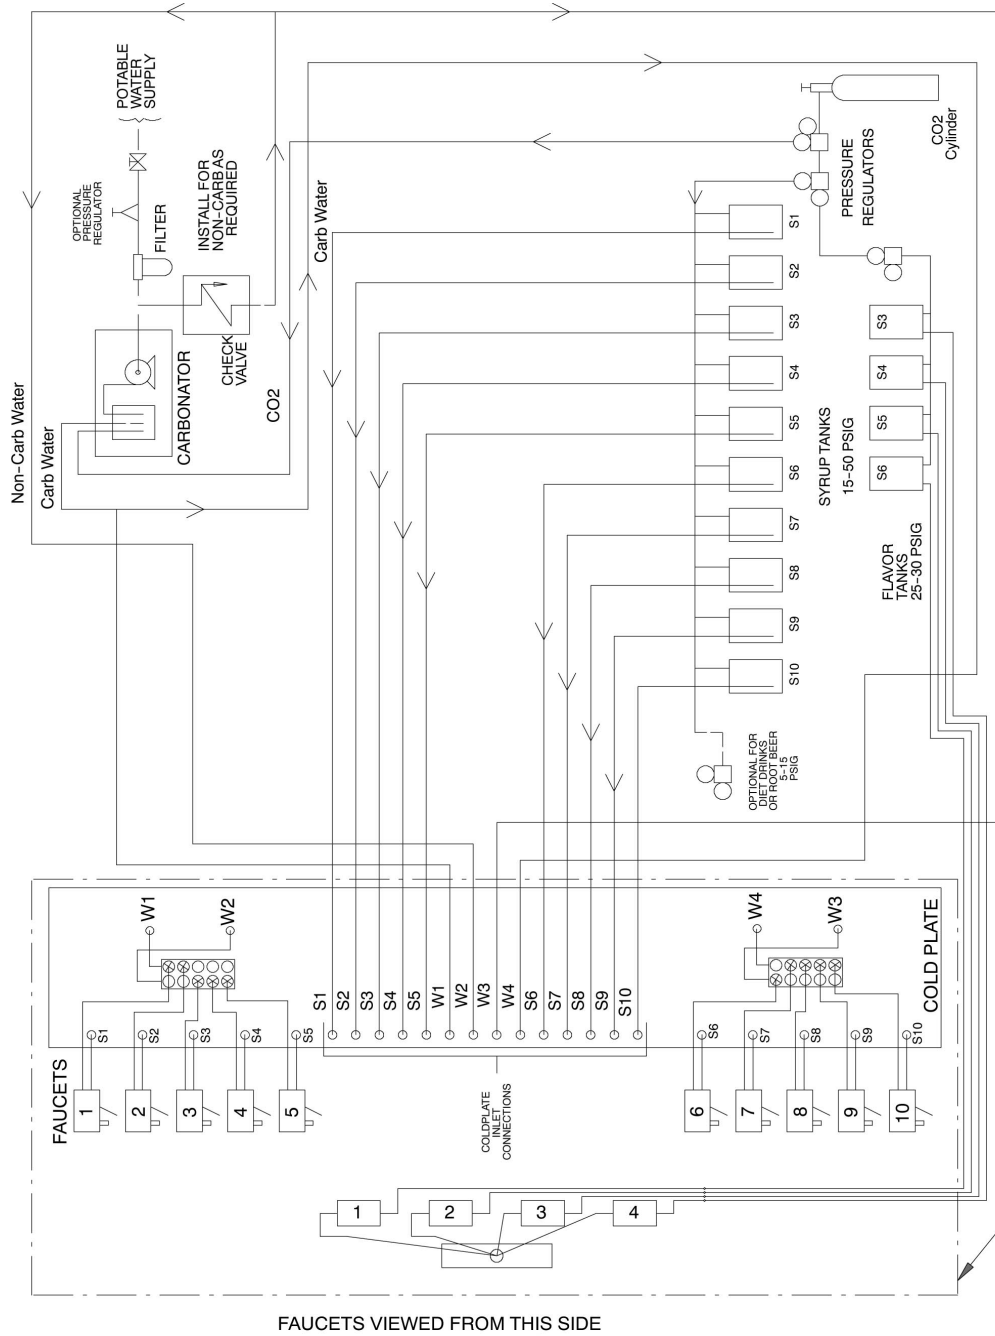 POTABLE
WATER
SUPPLY
OPTIONAL
PRESSURE
REGULATOR
FILTER
INSTALL FOR
NON-CARB AS
REQUIRED
CHECK
VALVE
CARBONATOR
Non-Carb Water
Carb Water
CO2
Carb Water
CO2
Cylinder
PRESSURE
REGULATORS
S1
S2
S3
S4
S5
S6
S7
S8
S9
S10
SYRUP TANKS
15-50 PSIG
S3
S4
S5
S6
FLAVOR
TANKS
25-30 PSIG
OPTIONAL FOR
DIET DRINKS
OR ROOT BEER
5-15
PSIG
W1
W2
W4
W3
COLD PLATE
S1
S2
S3
S4
S5
W1
W2
W3
W4
S6
S7
S8
S9
S10
S1
S2
S3
S4
S5
S6
S7
S8
S9
S10
FAUCETS
1
2
3
4
5
6
7
8
9
10
COLDPLATE
INLET
CONNECTIONS
1
2
3
4
FAUCETS VIEWED FROM THIS SIDE